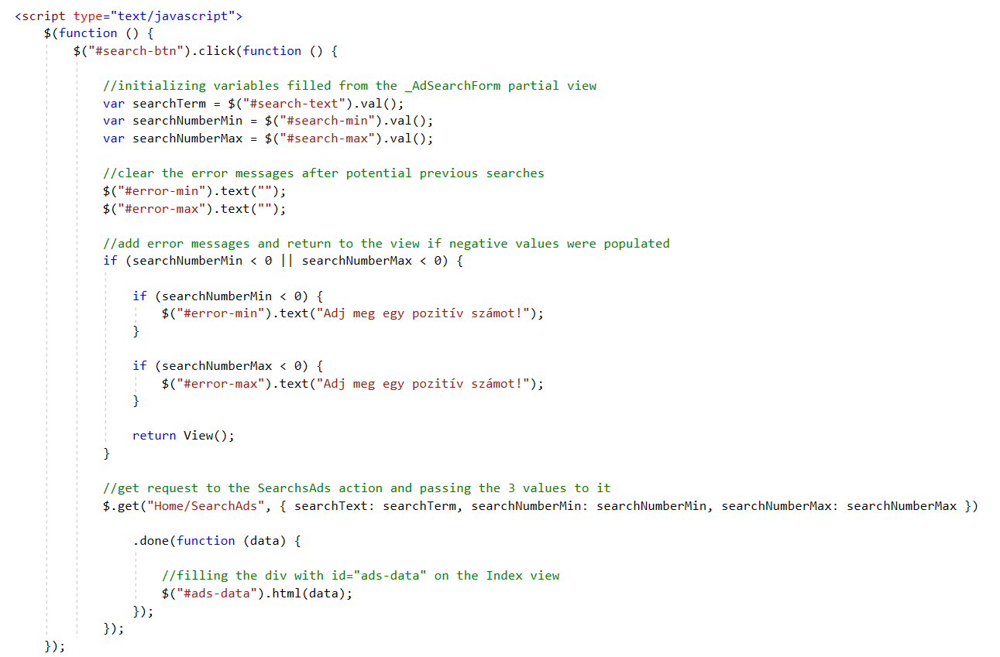 <script type="text/javascript">
$(function () {
$("#search-btn").click(function () {
//initializing variables filled from the _AdSearchForm partial view
var searchTerm = $("#search-text").val();
var searchNumberMin = $("#search-min").val();
var searchNumberMax = $("#search-max").val();
//clear the error messages after potential previous searches
$("#error-min").text("");
$("#error-max").text("");
//add error messages and return to the view if negative values were populated
if (searchNumberMin < 0 || searchNumberMax < 0) {
if (searchNumberMin < 0) {
$("#error-min").text("Adj meg egy pozitív számot!");
}
if (searchNumberMax < 0) {
$("#error-max").text("Adj meg egy pozitív számot!");
}
return View();
}
//get request to the SearchsAds action and passing the 3 values to it
$.get("Home/SearchAds", { searchText: searchTerm, searchNumberMin: searchNumberMin, searchNumberMax: searchNumberMax })
.done(function (data) {
//filling the div with id="ads-data" on the Index view
$("#ads-data").html(data);
});
});
});